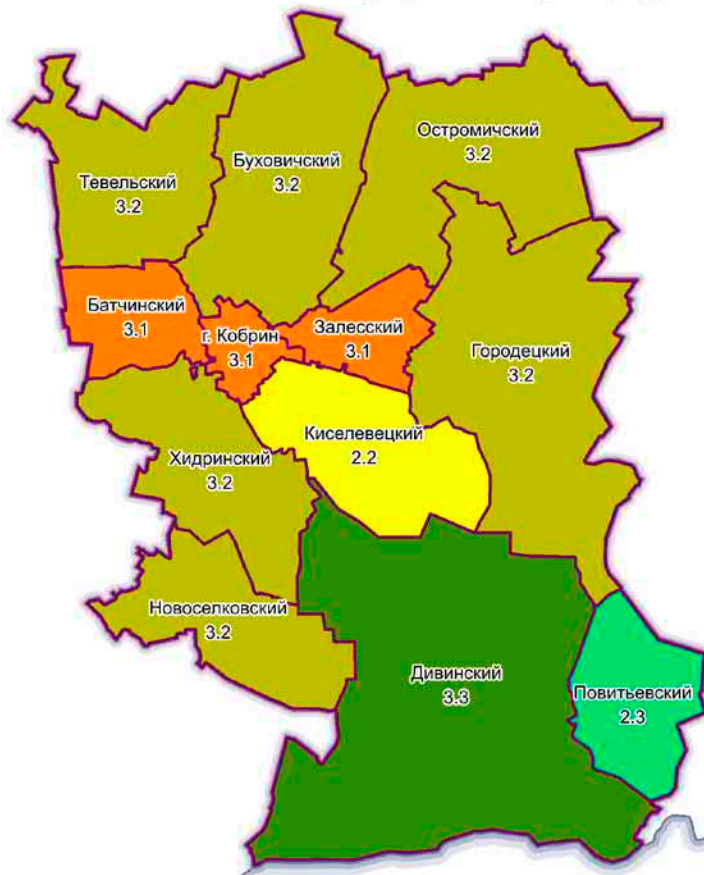 Остромичский
3.2
Буховичский
3.2
Тевельский
3.2
Батчинский
3.1
г. Кобрин
3.1
Залесский
3.1
Городецкий
3.2
Киселевецкий
2.2
Хидринский
3.2
Новоселковский
3.2
Дивинский
3.3
Повитьевский
2.3